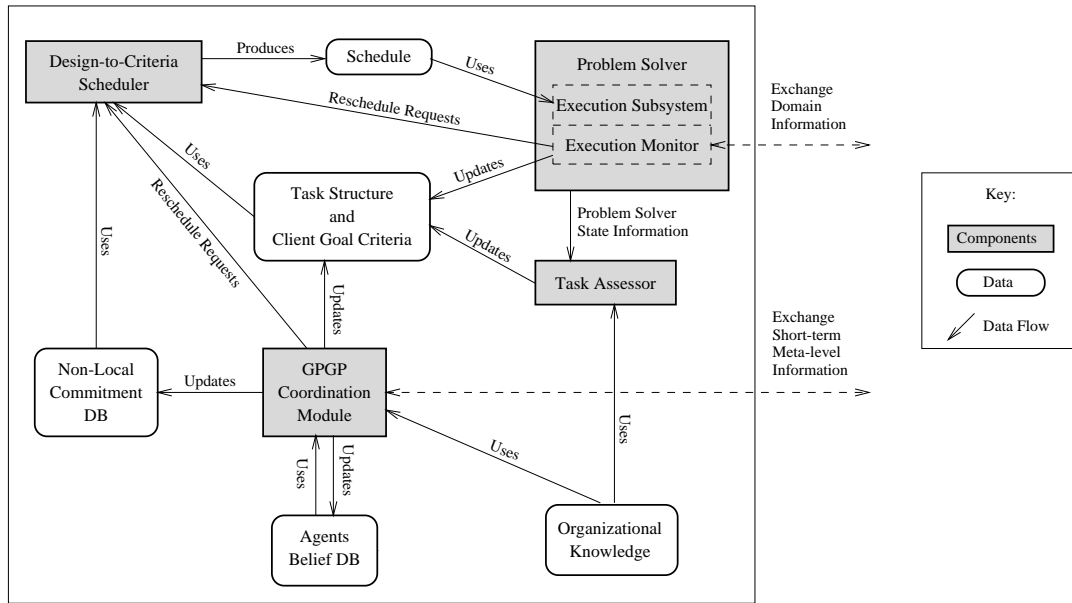 Design-to-Criteria
Scheduler
Produces
Schedule
Uses
Problem Solver
Execution Subsystem
Execution Monitor
Exchange
Domain
Information
Reschedule Requests
Updates
Uses
Reschedule Requests
Task Structure
and
Client Goal Criteria
Problem Solver
State Information
Updates
Task Assessor
Uses
Updates
Non-Local
Commitment
DB
Updates
GPGP
Coordination
Module
Exchange
Short-term
Meta-level
Information
Uses
Uses
Uses
Updates
Agents
Belief DB
Organizational
Knowledge
Key:
Components
Data
Data Flow